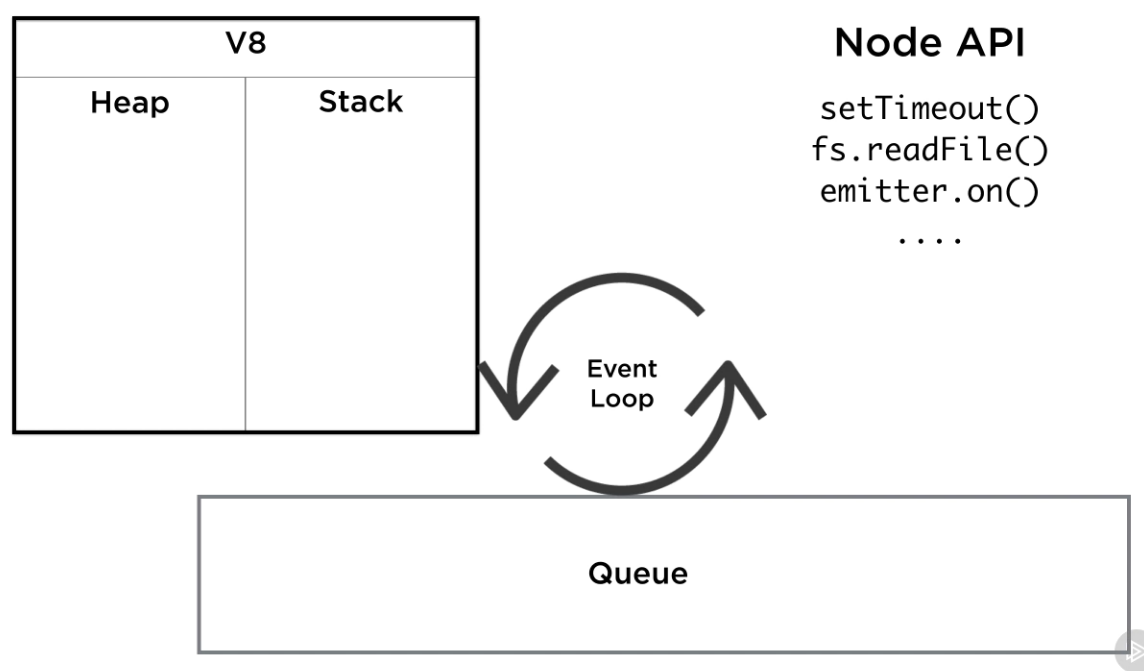 V8
Heap
Stack
Node API
setTimeout()
fs.readFile()
emitter.on()
....
Event
Loop
Queue